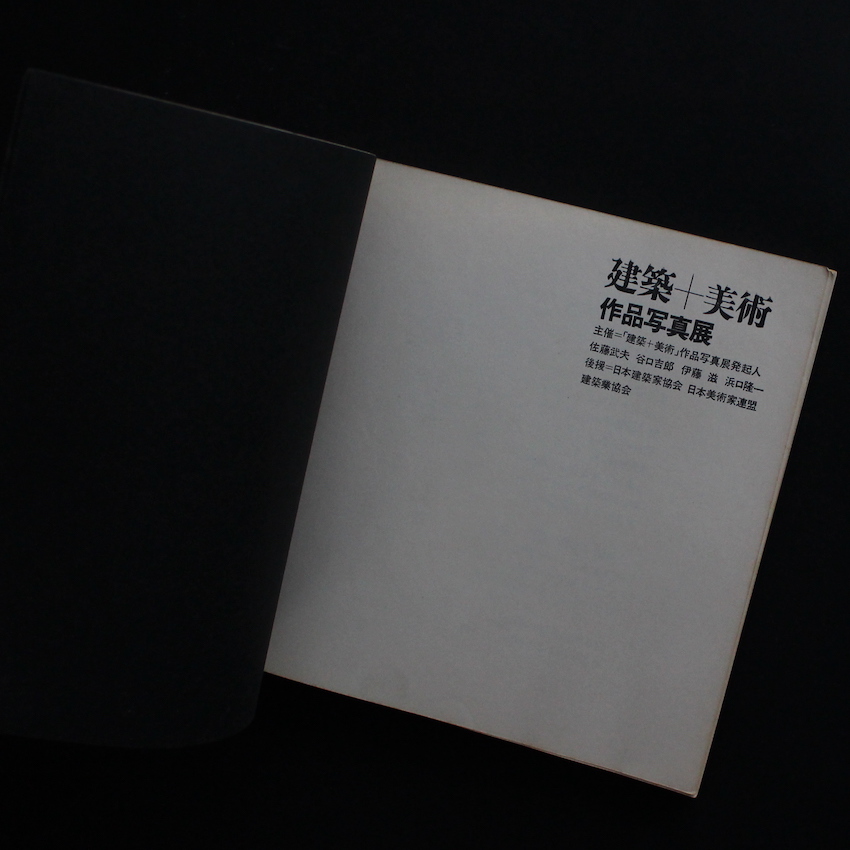 建築+美術
作品写真展
主催=「建築+美術」作品写真展発起人
佐藤武夫 谷口吉郎 伊藤 滋 浜口隆一
後援=日本建築家協会 日本美術家連盟
建築業協会